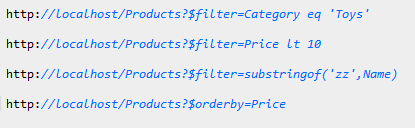 http://localhost/Products?$filter=Category eq 'Toys'
http://localhost/Products?$filter=Price lt 10
http://localhost/Products?$filter=substringof('zz',Name)
http://localhost/Products?$orderby=Price